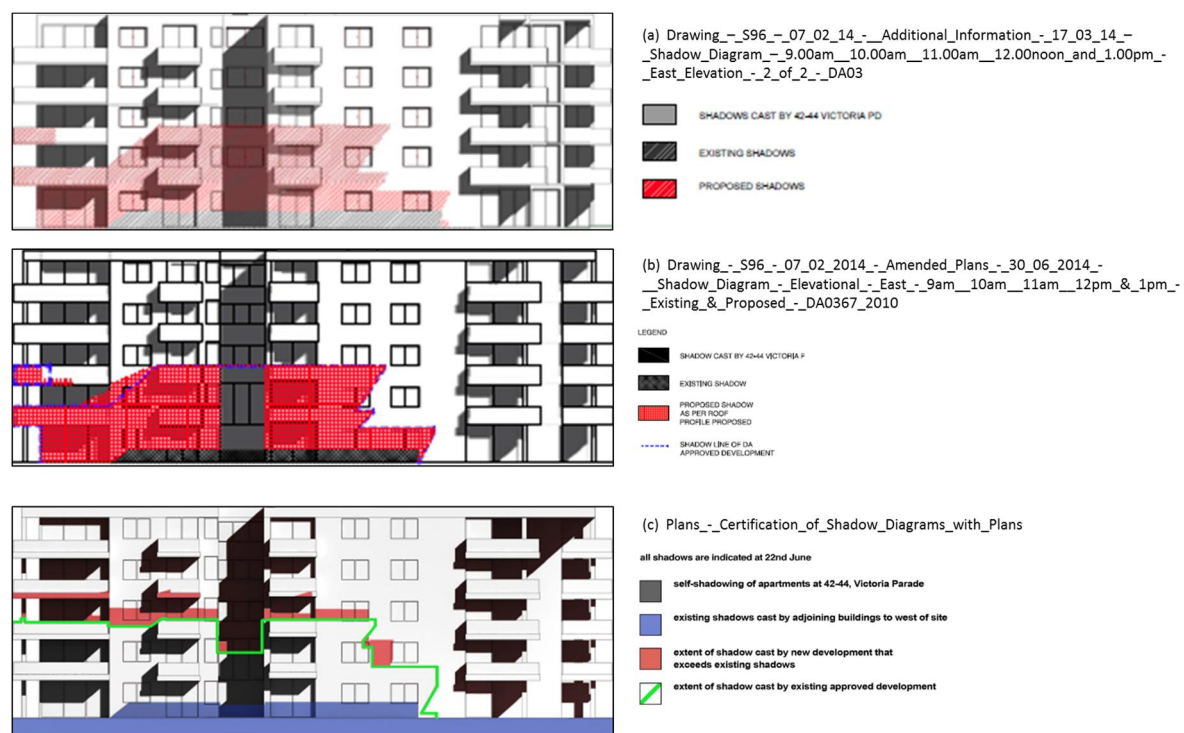 (a) Drawing_–_S96_–_07_02_14_-__Additional_Information_-_17_03_14_–
_Shadow_Diagram_–_9.00am__10.00am__11.00am__12.00noon_and_1.00pm_-
_East_Elevation_-_2_of_2_-_DA03
SHADOWS CAST BY 42-44 VICTORIA PD
EXISTING SHADOWS
PROPOSED SHADOWS
(b) Drawing_-_S96_-_07_02_2014_-_Amended_Plans_-_30_06_2014_-
__Shadow_Diagram_-_Elevational_-_East_-_9am__10am__11am__12pm_&_1pm_-
_Existing_&_Proposed_-_DA0367_2010
LEGEND
SHADOW CAST BY 42-44 VICTORIA F
EXISTING SHADOW
PROPOSED SHADOW
AS PER ROOF
PROFILE PROPOSED
SHADOW LINE OF DA
APPROVED DEVELOPMENT
(c) Plans_-_Certification_of_Shadow_Diagrams_with_Plans
all shadows are indicated at 22nd June
self-shadowing of apartments at 42-44, Victoria Parade
existing shadows cast by adjoining buildings to west of site
extent of shadow cast by new development that
exceeds existing shadows
extent of shadow cast by existing approved development